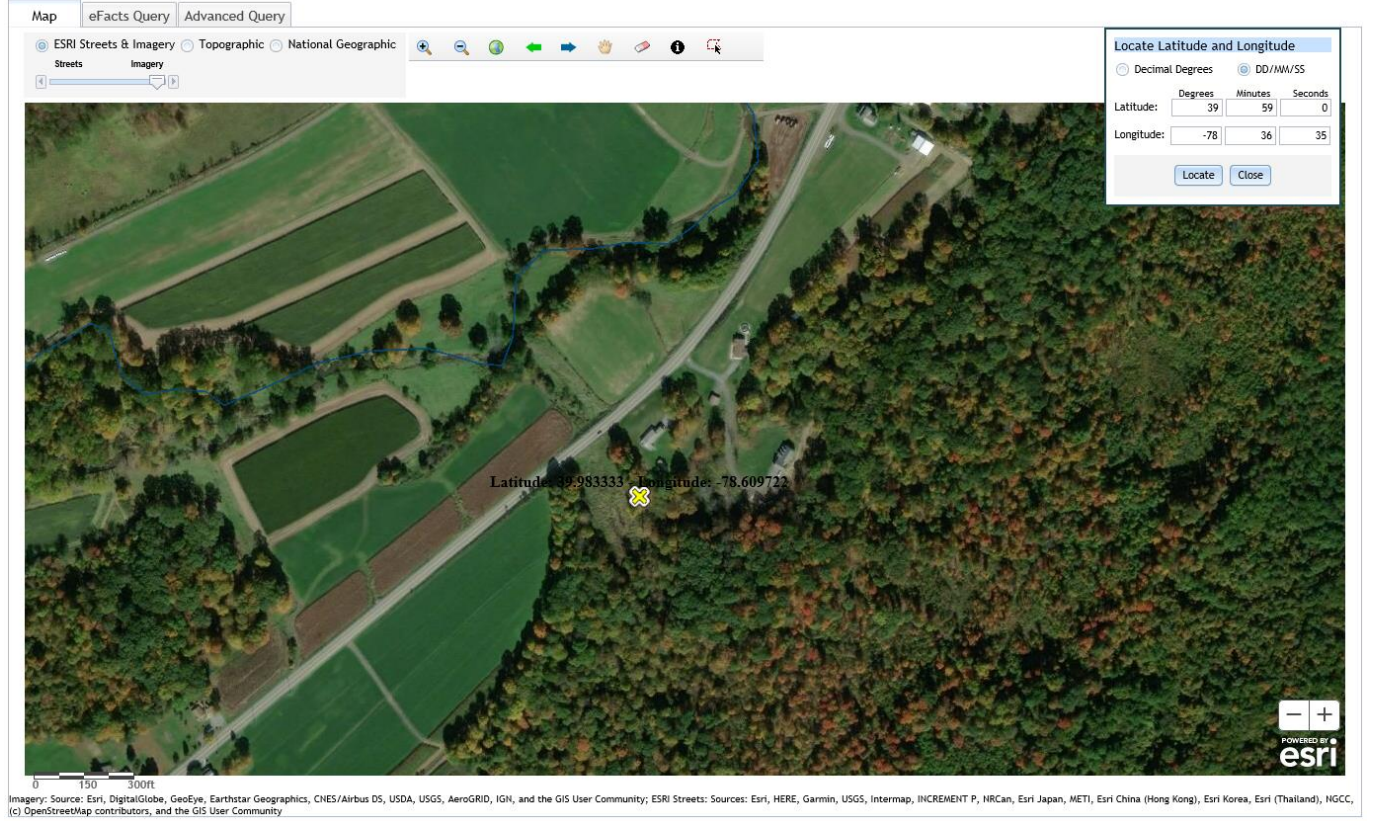 Map eFacts Query Advanced Query
ESRI Streets & Imagery Topographic National Geographic
Streets Imagery
Locate Latitude and Longitude
Decimal Degrees DD/MM/SS
Degrees Minutes Seconds
Latitude: 39 59 0
Longitude: -78 36 35
Locate Close
Latitude: 39.983333 - Longitude: -78.609722
POWERED BY
esri
0 150 300ft
Imagery: Source: Esri, DigitalGlobe, GeoEye, Earthstar Geographics, CNES/Airbus DS, USDA, USGS, AeroGRID, IGN, and the GIS User Community; ESRI Streets: Sources: Esri, HERE, Garmin, USGS, Intermap, INCREMENT P, NRCan, Esri Japan, METI, Esri China (Hong Kong), Esri Korea, Esri (Thailand), NGCC,
(c) OpenStreetMap contributors, and the GIS User Community